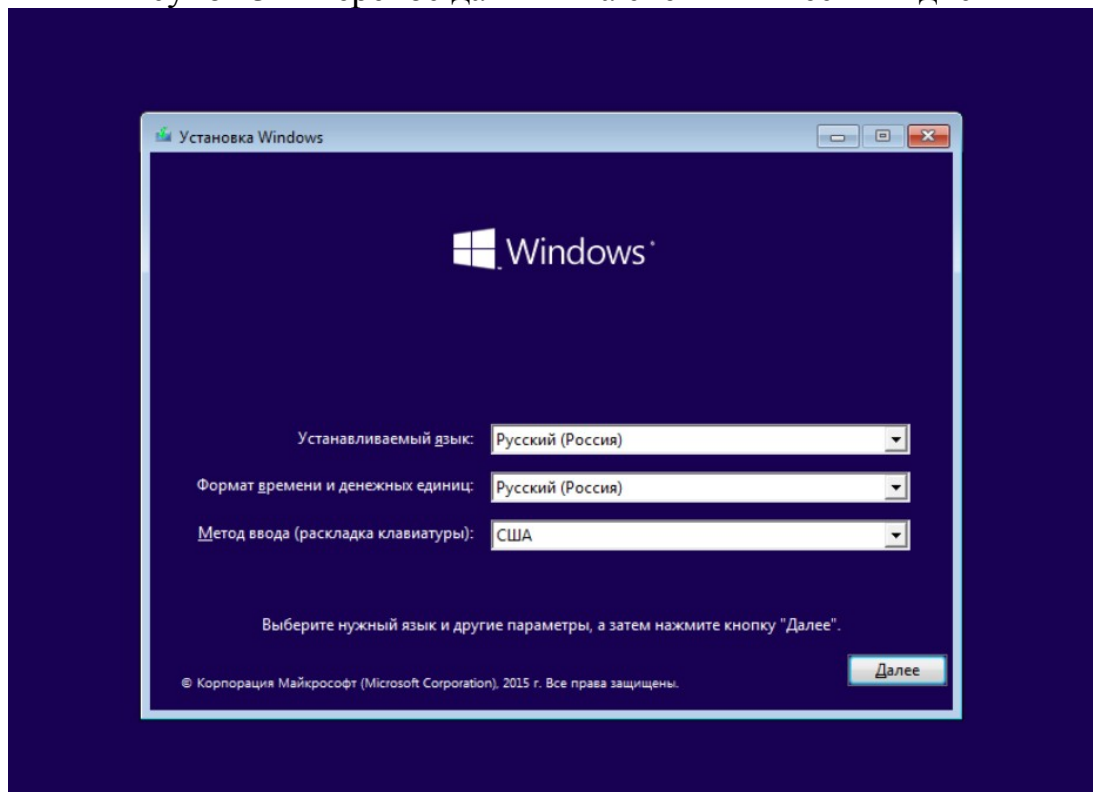 Установка Windows
Windows
Устанавливаемый язык: Русский (Россия)
Формат времени и денежных единиц: Русский (Россия)
Метод ввода (раскладка клавиатуры): США
Выберите нужный язык и другие параметры, а затем нажмите кнопку "Далее".
Далее
© Корпорация Майкрософт (Microsoft Corporation), 2015 г. Все права защищены.